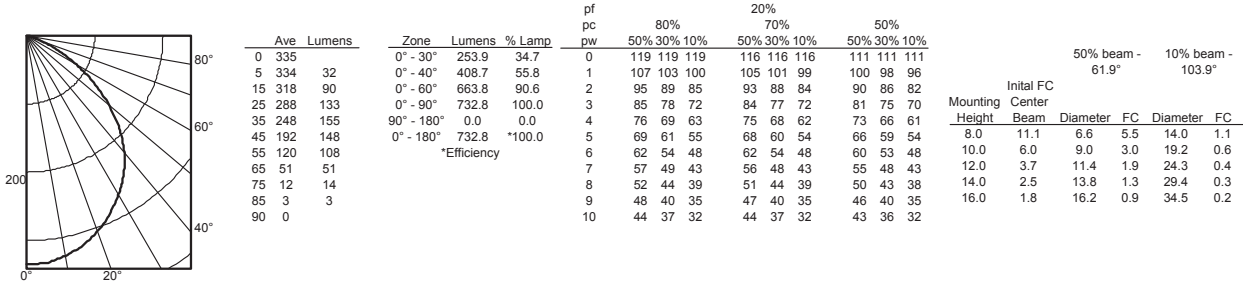 80°
60°
200
40°
0° 20°
Ave Lumens
0 335
5 334 32
15 318 90
25 288 133
35 248 155
45 192 148
55 120 108
65 51 51
75 12 14
85 3 3
90 0
Zone Lumens % Lamp
0° - 30° 253.9 34.7
0° - 40° 408.7 55.8
0° - 60° 663.8 90.6
0° - 90° 732.8 100.0
90° - 180° 0.0 0.0
0° - 180° 732.8 *100.0
*Efficiency
pf 20%
pc 80% 70% 50%
pw 50% 30% 10% 50% 30% 10% 50% 30% 10%
0 119 119 119 116 116 116 111 111 111
1 107 103 100 105 101 99 100 98 96
2 95 89 85 93 88 84 90 86 82
3 85 78 72 84 77 72 81 75 70
4 76 69 63 75 68 62 73 66 61
5 69 61 55 68 60 54 66 59 54
6 62 54 48 62 54 48 60 53 48
7 57 49 43 56 48 43 55 48 43
8 52 44 39 51 44 39 50 43 38
9 48 40 35 47 40 35 46 40 35
10 44 37 32 44 37 32 43 36 32
50% beam - 10% beam -
61.9° 103.9°
Inital FC
Mounting Center
Height Beam Diameter FC Diameter FC
8.0 11.1 6.6 5.5 14.0 1.1
10.0 6.0 9.0 3.0 19.2 0.6
12.0 3.7 11.4 1.9 24.3 0.4
14.0 2.5 13.8 1.3 29.4 0.3
16.0 1.8 16.2 0.9 34.5 0.2